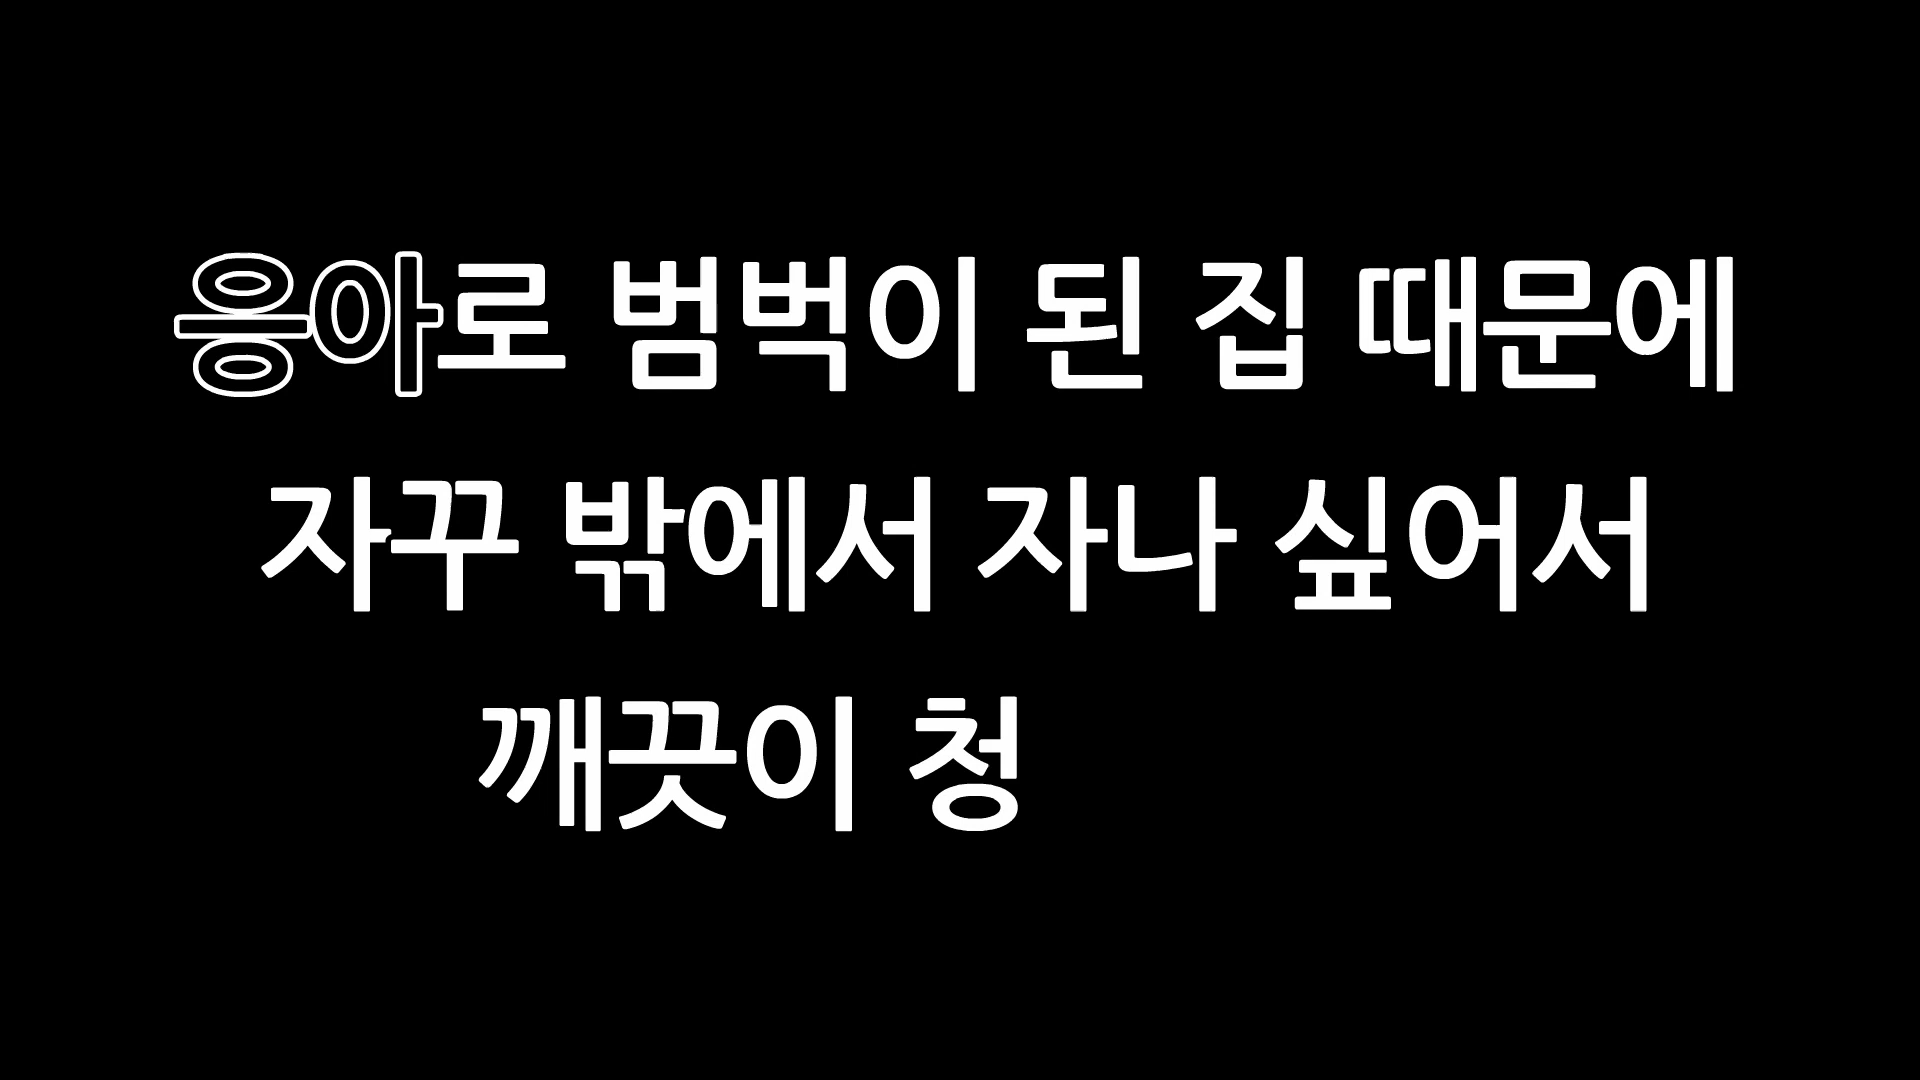 응아로 범벅이 된 집 때문에
자꾸 밖에서 자나 싶어서
깨끗이 청